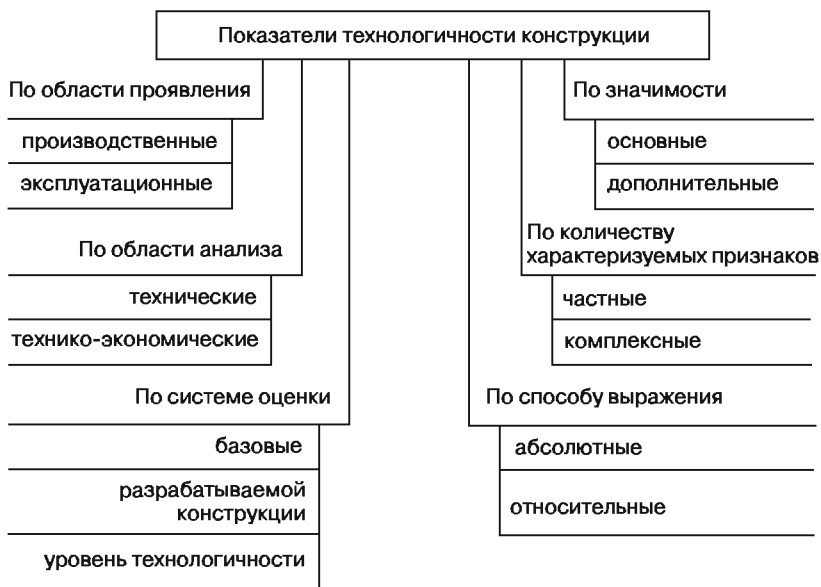 Показатели технологичности конструкции
По области проявления
производственные
эксплуатационные
По области анализа
технические
технико-экономические
По системе оценки
базовые
разрабатываемой
конструкции
уровень технологичности
По значимости
основные
дополнительные
По количеству
характеризуемых признаков
частные
комплексные
По способу выражения
абсолютные
относительные